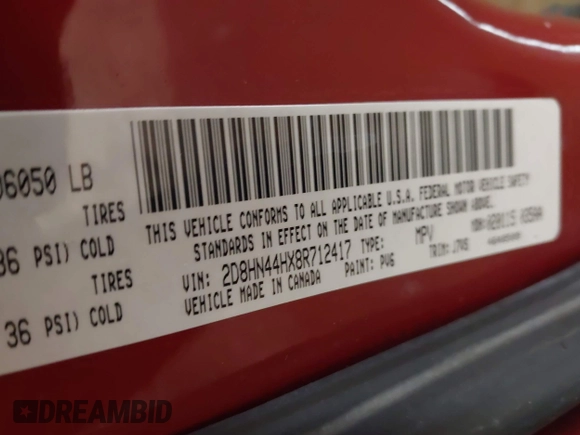 06050 LB
TIRES
36 PSI) COLD
TIRES
36 PSI) COLD
THIS VEHICLE CONFORMS TO ALL APPLICABLE U.S.A. FEDERAL MOTOR VEHICLE SAFETY
STANDARDS IN EFFECT ON THE DATE OF MANUFACTURE SHOWN ABOVE.
VIN: 2D8HN44HX8R712417 TYPE: MPV
VEHICLE MADE IN CANADA PAINT: PV6 TRIM:
DREAMBID